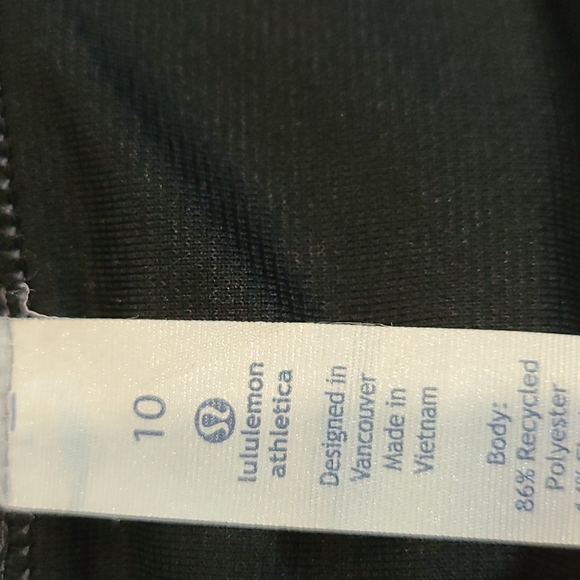 10
lululemon
athletica
Designed in
Vancouver
Made in
Vietnam
Body:
86% Recycled
Polyester